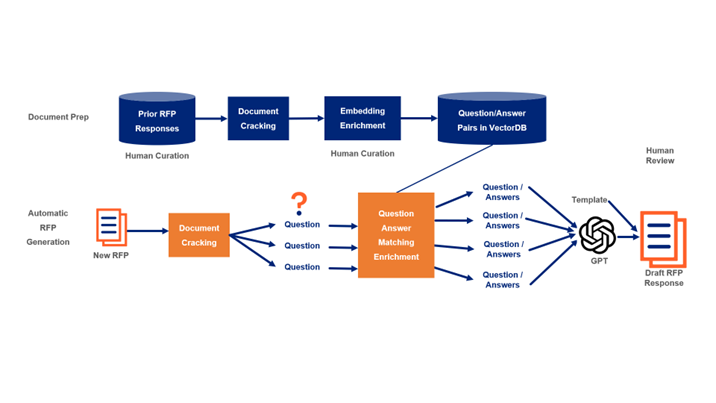 Document Prep
Prior RFP
Responses
Document
Cracking
Embedding
Enrichment
Question/Answer
Pairs in VectorDB
Human Curation
Human Curation
Human
Review
Automatic
RFP
Generation
New RFP
Document
Cracking
?
Question
Question
Question
Question
Answer
Matching
Enrichment
Question /
Answers
Question /
Answers
Question /
Answers
Question /
Answers
Template
GPT
Draft RFP
Response